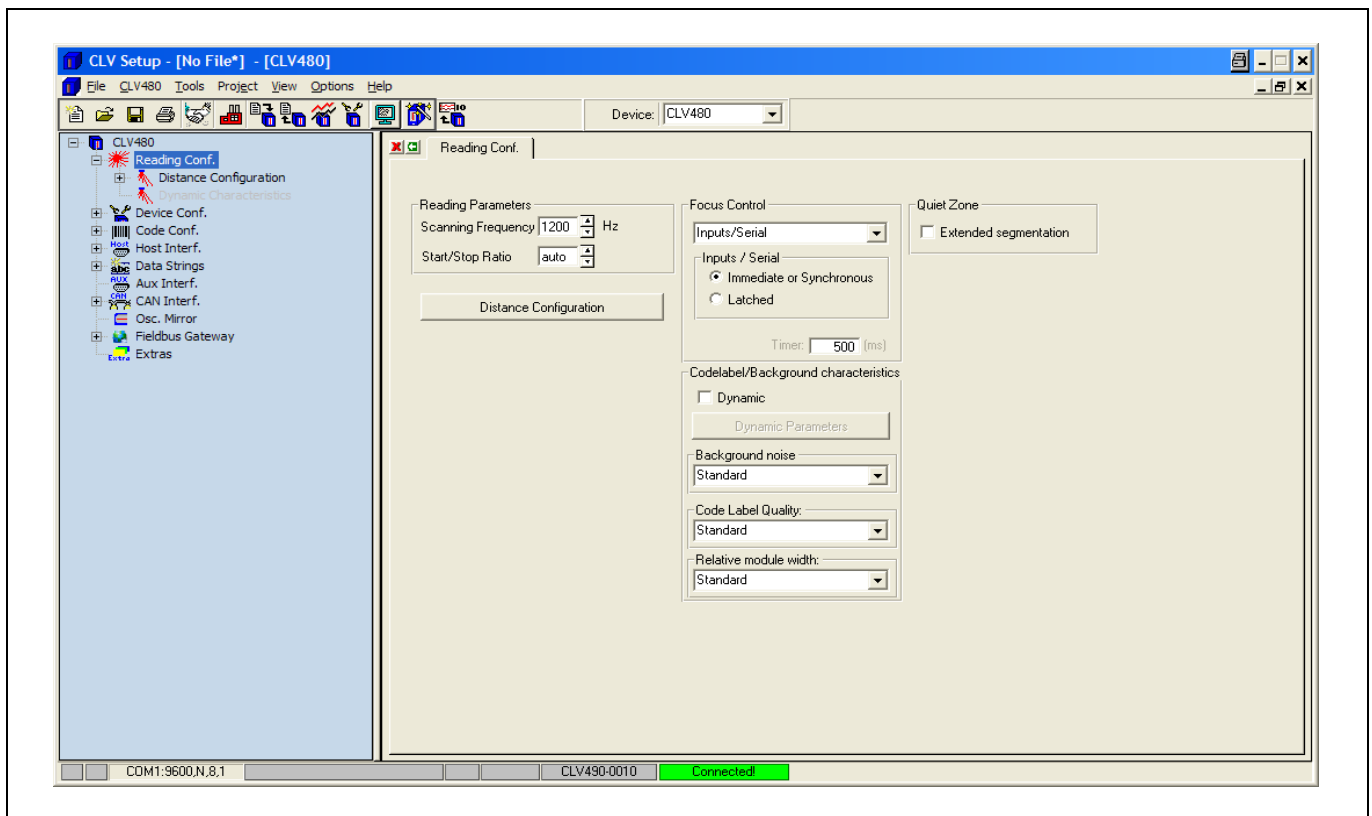 CLV Setup - [No File*] - [CLV480]
File CLV480 Tools Project View Options Help
Device: CLV480
CLV480
Reading Conf.
Distance Configuration
Dynamic Characteristics
Device Conf.
Code Conf.
Host Interf.
Data Strings
Aux Interf.
CAN Interf.
Osc. Mirror
Fieldbus Gateway
Extras
Reading Conf.
Reading Parameters
Scanning Frequency 1200 Hz
Start/Stop Ratio auto
Distance Configuration
Focus Control
Inputs/Serial
Inputs / Serial
Immediate or Synchronous
Latched
Timer: 500 (ms)
Codelabel/Background characteristics
Dynamic
Dynamic Parameters
Background noise
Standard
Code Label Quality:
Standard
Relative module width:
Standard
Quiet Zone
Extended segmentation
COM1:9600,N,8,1 CLV490-0010 Connected!